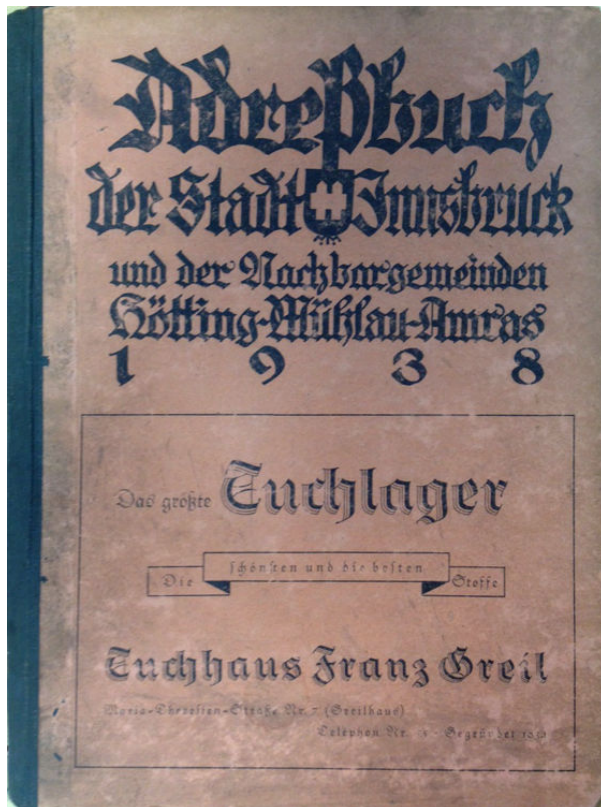 Adreßbuch
der Stadt Innsbruck
und der Nachbargemeinden
Hötting-Mühlau-Amras
1938
Das größte Tuchlager
Die schönsten und die besten Stoffe
Tuchhaus Franz Greil
Maria-Theresien-Straße Nr. 7 (Greilhaus)
Telephon Nr. Gegründet